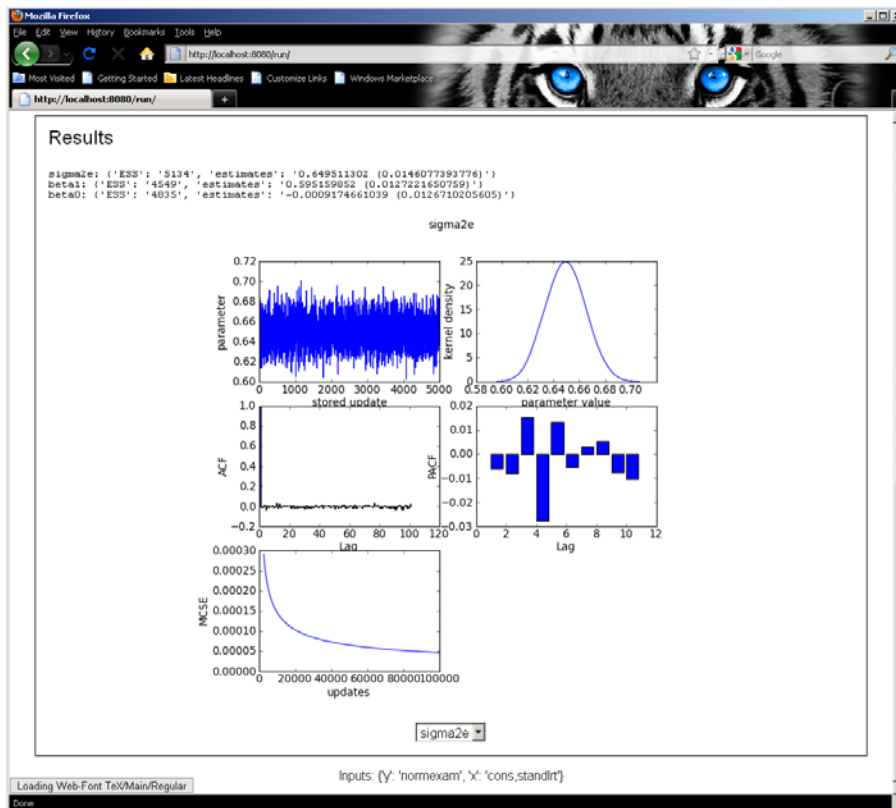 Mozilla Firefox
File Edit View History Bookmarks Tools Help
http://localhost:8080/run/
Google
Most Visited Getting Started Latest Headlines Customize Links Windows Marketplace
http://localhost:8080/run/
Results
sigma2e: {'ESS': '5134', 'estimates': '0.649511302 (0.0146077393776)'}
beta1: {'ESS': '4549', 'estimates': '0.595159852 (0.0127221650759)'}
beta0: {'ESS': '4835', 'estimates': '-0.0009174661039 (0.0126710205605)'}
sigma2e
0.72
0.70
0.68
0.66
0.64
0.62
0.60
parameter
0 1000 2000 3000 4000 5000
stored update
25
20
15
10
5
0
kernel density
0.58 0.60 0.62 0.64 0.66 0.68 0.70
parameter value
1.0
0.8
0.6
0.4
0.2
0.0
−0.2
ACF
0 20 40 60 80 100 120
Lag
0.02
0.01
0.00
−0.01
−0.02
−0.03
PACF
0 2 4 6 8 10 12
Lag
0.00030
0.00025
0.00020
0.00015
0.00010
0.00005
0.00000
MCSE
0 20000 40000 60000 80000100000
updates
sigma2e
Inputs: {'y': 'normexam', 'x': 'cons,standlrt'}
Loading Web-Font TeX/Main/Regular
Done